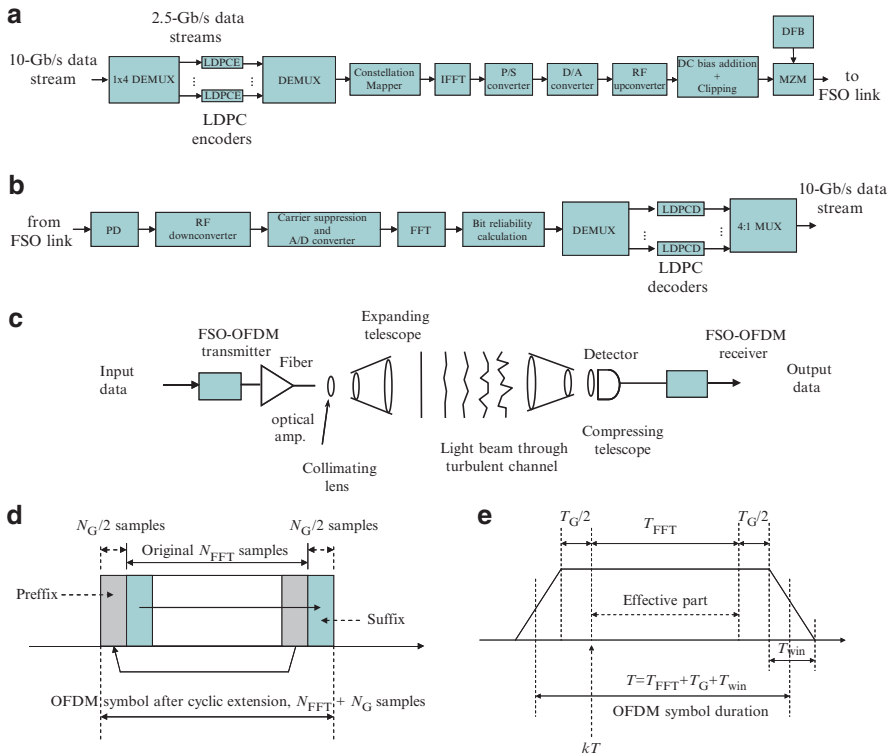 a
2.5-Gb/s data
streams
10-Gb/s data
stream
1x4 DEMUX
LDPCE
LDPCE
LDPC
encoders
DEMUX
Constellation
Mapper
IFFT
P/S
converter
D/A
converter
RF
upconverter
DC bias addition
+
Clipping
DFB
MZM
to
FSO link
b
from
FSO link
PD
RF
downconverter
Carrier suppression
and
A/D converter
FFT
Bit reliability
calculation
DEMUX
LDPCD
LDPCD
LDPC
decoders
4:1 MUX
10-Gb/s data
stream
c
Input
data
FSO-OFDM
transmitter
Fiber
optical
amp.
Collimating
lens
Expanding
telescope
Light beam through
turbulent channel
Detector
Compressing
telescope
FSO-OFDM
receiver
Output
data
d
N_G/2 samples
N_G/2 samples
Original N_FFT samples
Preffix
Suffix
OFDM symbol after cyclic extension, N_FFT + N_G samples
e
T_G/2
T_FFT
T_G/2
Effective part
T_win
T=T_FFT+T_G+T_win
OFDM symbol duration
kT